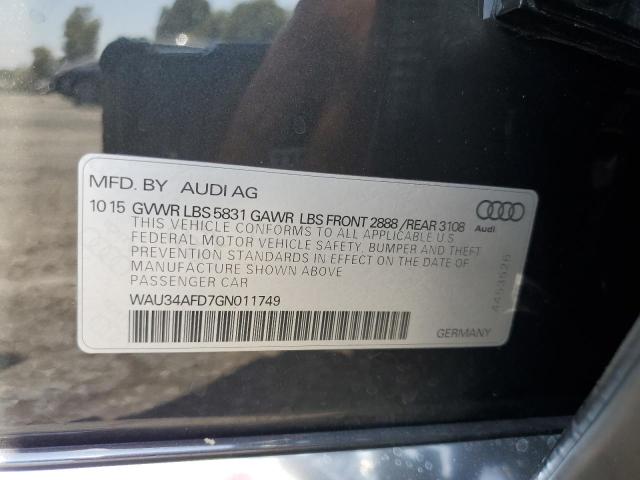 MFD. BY AUDI AG
10 15 GVWR LBS 5831 GAWR LBS FRONT 2888 /REAR 3108
Audi
THIS VEHICLE CONFORMS TO ALL APPLICABLE U.S
FEDERAL MOTOR VEHICLE SAFETY, BUMPER AND THEFT
PREVENTION STANDARDS IN EFFECT ON THE DATE OF
MANUFACTURE SHOWN ABOVE
PASSENGER CAR
WAU34AFD7GN011749
GERMANY